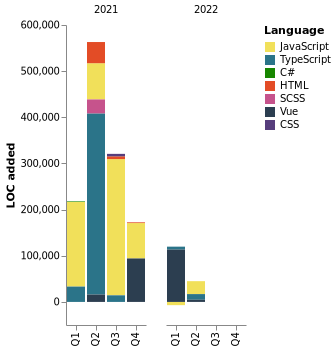 2021 2022
LOC added
600,000
500,000
400,000
300,000
200,000
100,000
0
Q1 Q2 Q3 Q4 Q1 Q2 Q3 Q4
Language
JavaScript
TypeScript
C#
HTML
SCSS
Vue
CSS